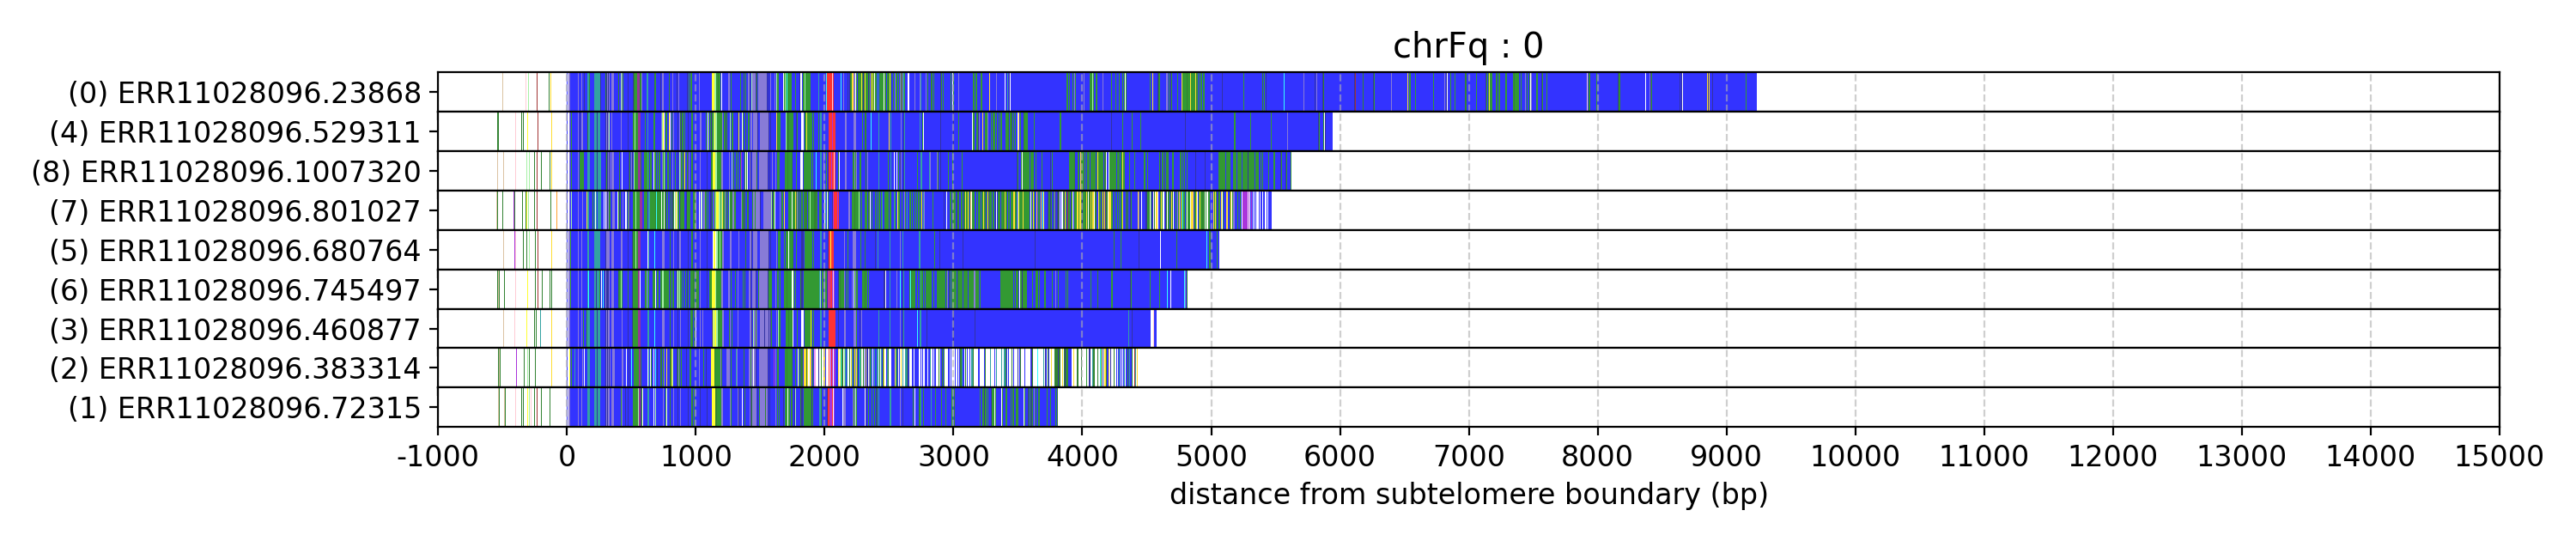 chrFq : 0
(0) ERR11028096.23868
(4) ERR11028096.529311
(8) ERR11028096.1007320
(7) ERR11028096.801027
(5) ERR11028096.680764
(6) ERR11028096.745497
(3) ERR11028096.460877
(2) ERR11028096.383314
(1) ERR11028096.72315
-1000 0 1000 2000 3000 4000 5000 6000 7000 8000 9000 10000 11000 12000 13000 14000 15000
distance from subtelomere boundary (bp)